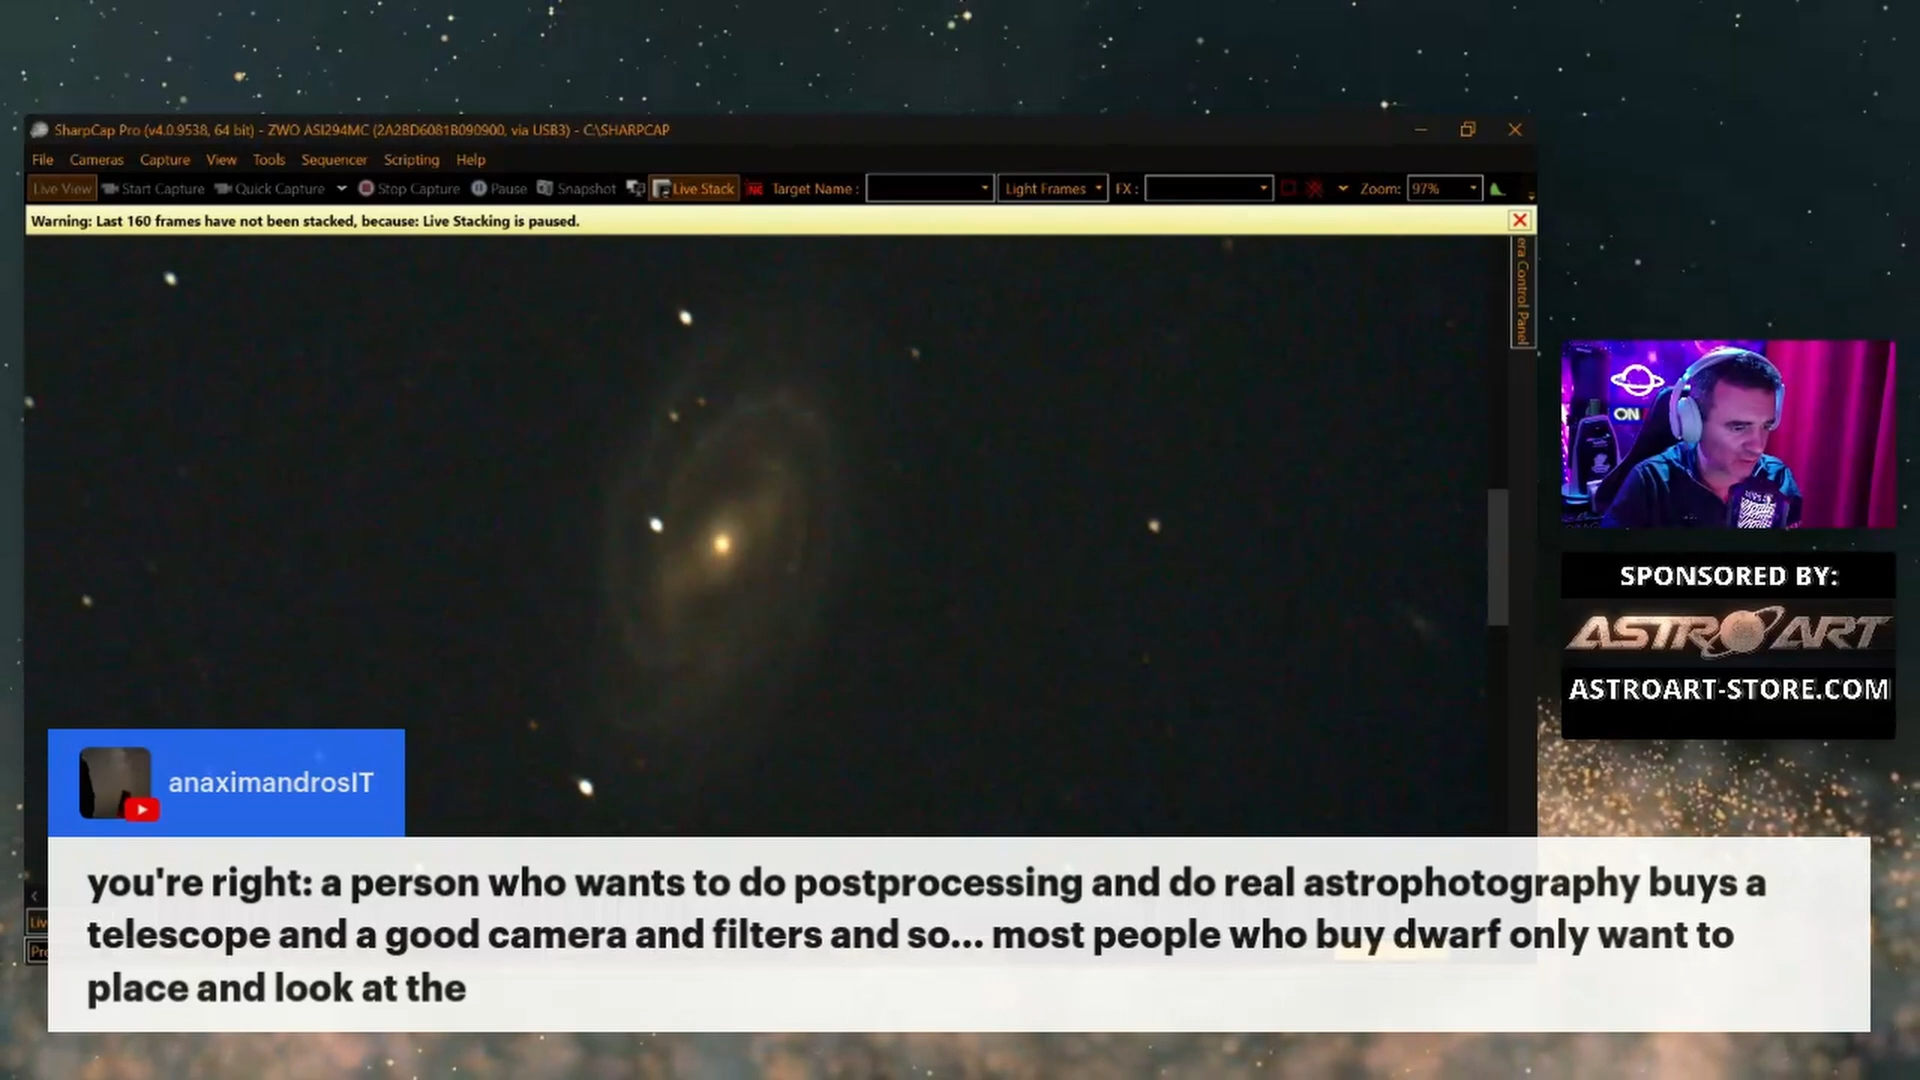 SharpCap Pro (v4.0.9538, 64 bit) - ZWO ASI294MC (2A2BD6081B090900, via USB3) - C:\SHARPCAP
File Cameras Capture View Tools Sequencer Scripting Help
Live View Start Capture Quick Capture Stop Capture Pause Snapshot Live Stack Target Name : Light Frames FX : Zoom: 97%
Warning: Last 160 frames have not been stacked, because: Live Stacking is paused.
Control Panel
ON
SPONSORED BY:
ASTROART
ASTROART-STORE.COM
anaximandrosIT
you're right: a person who wants to do postprocessing and do real astrophotography buys a
telescope and a good camera and filters and so... most people who buy dwarf only want to
place and look at the